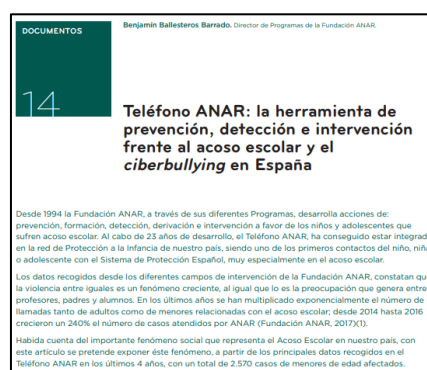 DOCUMENTOS
Benjamín Ballesteros Barrado. Director de Programas de la Fundación ANAR.
14
Teléfono ANAR: la herramienta de
prevención, detección e intervención
frente al acoso escolar y el
ciberbullying en España
Desde 1994 la Fundación ANAR, a través de sus diferentes Programas, desarrolla acciones de:
prevención, formación, detección, derivación e intervención a favor de los niños y adolescentes que
sufren acoso escolar. Al cabo de 23 años de desarrollo, el Teléfono ANAR, ha conseguido estar integrad
en la red de Protección a la Infancia de nuestro país, siendo uno de los primeros contactos del niño, niñ
o adolescente con el Sistema de Protección Español, muy especialmente en el acoso escolar.
Los datos recogidos desde los diferentes campos de intervención de la Fundación ANAR, constatan qu
la violencia entre iguales es un fenómeno creciente, al igual que lo es la preocupación que genera entre
profesores, padres y alumnos. En los últimos años se han multiplicado exponencialmente el número de
llamadas tanto de adultos como de menores relacionadas con el acoso escolar; desde 2014 hasta 2016
crecieron un 240% el número de casos atendidos por ANAR (Fundación ANAR, 2017)(1).
Habida cuenta del importante fenómeno social que representa el Acoso Escolar en nuestro país, con
este artículo se pretende exponer éste fenómeno, a partir de los principales datos recogidos en el
Teléfono ANAR en los últimos 4 años, con un total de 2.570 casos de menores de edad afectados.